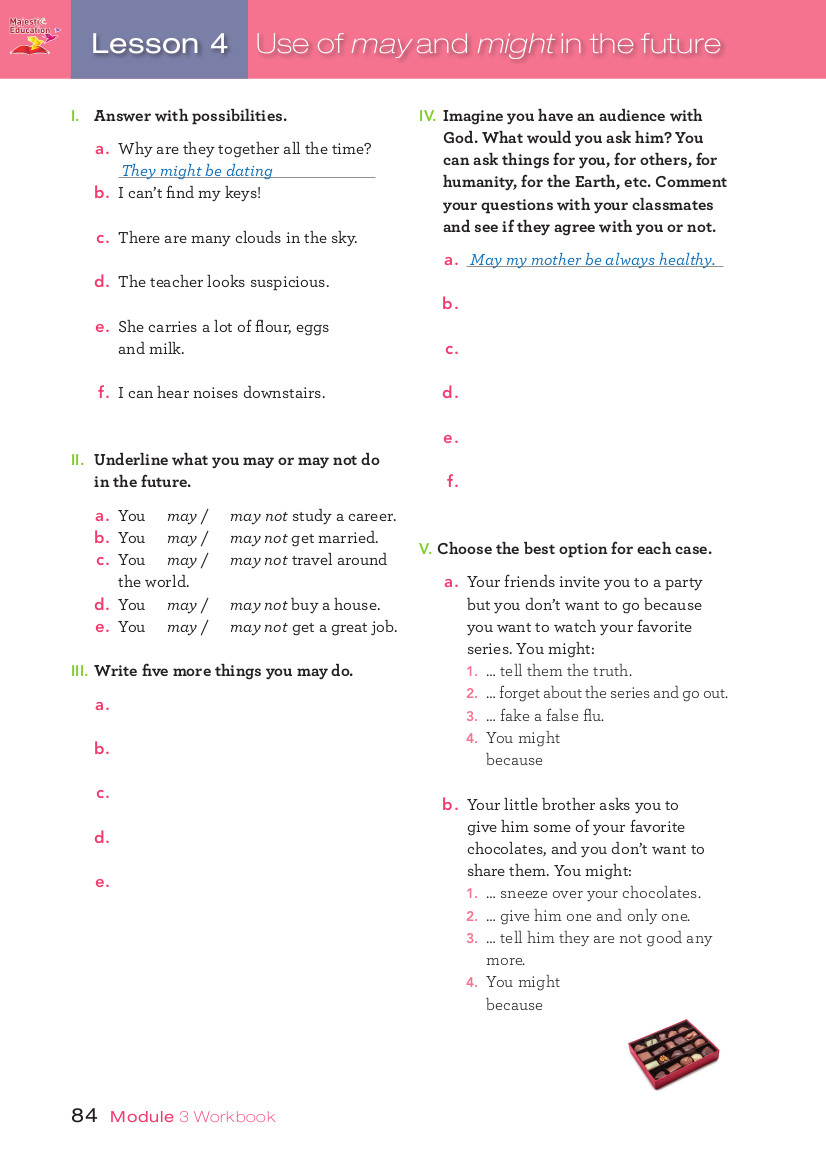 Majestic
Education
Lesson 4
Use of may and might in the future
I. Answer with possibilities.
a. Why are they together all the time?
They might be dating
b. I can't find my keys!
c. There are many clouds in the sky.
d. The teacher looks suspicious.
e. She carries a lot of flour, eggs
and milk.
f. I can hear noises downstairs.
II. Underline what you may or may not do
in the future.
a. You may / may not study a career.
b. You may / may not get married.
c. You may / may not travel around
the world.
d. You may / may not buy a house.
e. You may / may not get a great job.
III. Write five more things you may do.
a.
b.
c.
d.
e.
IV. Imagine you have an audience with
God. What would you ask him? You
can ask things for you, for others, for
humanity, for the Earth, etc. Comment
your questions with your classmates
and see if they agree with you or not.
a. May my mother be always healthy.
b.
c.
d.
e.
f.
V. Choose the best option for each case.
a. Your friends invite you to a party
but you don't want to go because
you want to watch your favorite
series. You might:
1. ... tell them the truth.
2. ... forget about the series and go out.
3. ... fake a false flu.
4. You might
because
b. Your little brother asks you to
give him some of your favorite
chocolates, and you don't want to
share them. You might:
1. ... sneeze over your chocolates.
2. ... give him one and only one.
3. ... tell him they are not good any
more.
4. You might
because
84 Module 3 Workbook